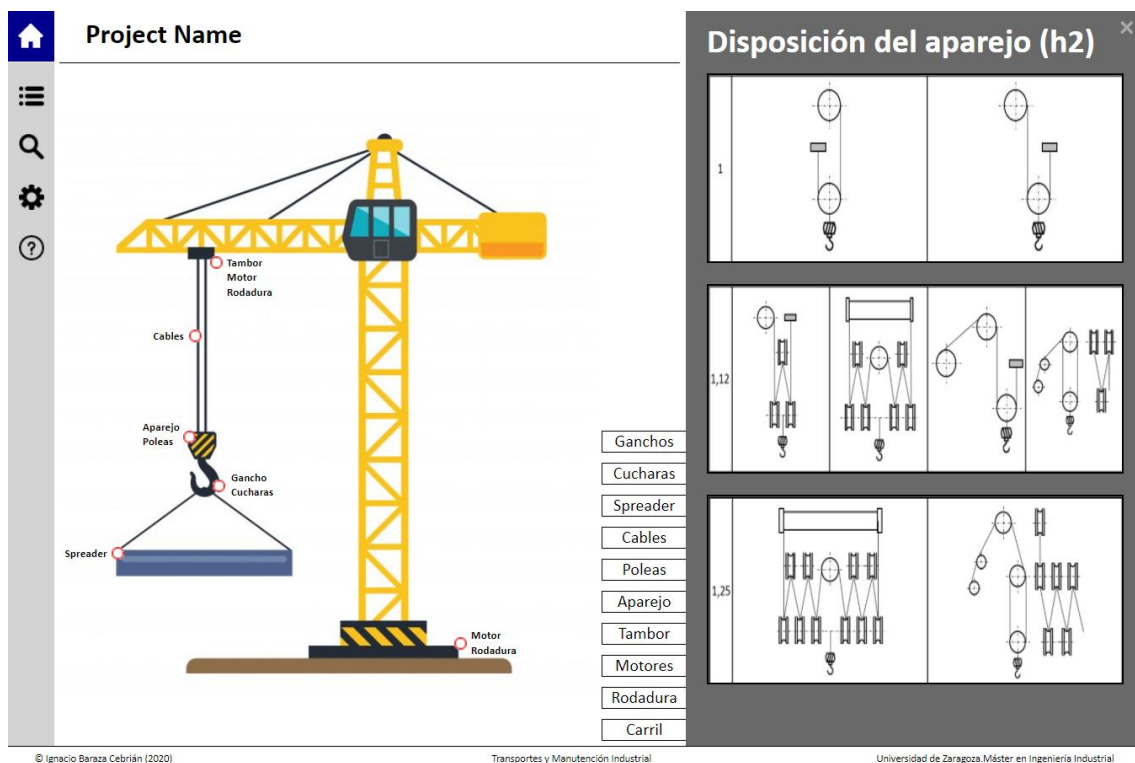 Project Name
Tambor
Motor
Rodadura
Cables
Aparejo
Poleas
Gancho
Cucharas
Spreader
Motor
Rodadura
Ganchos
Cucharas
Spreader
Cables
Poleas
Aparejo
Tambor
Motores
Rodadura
Carril
Disposición del aparejo (h2)
1
1,12
1,25
© Ignacio Baraza Cebrián (2020)
Transportes y Manutención Industrial
Universidad de Zaragoza.Máster en Ingeniería Industrial